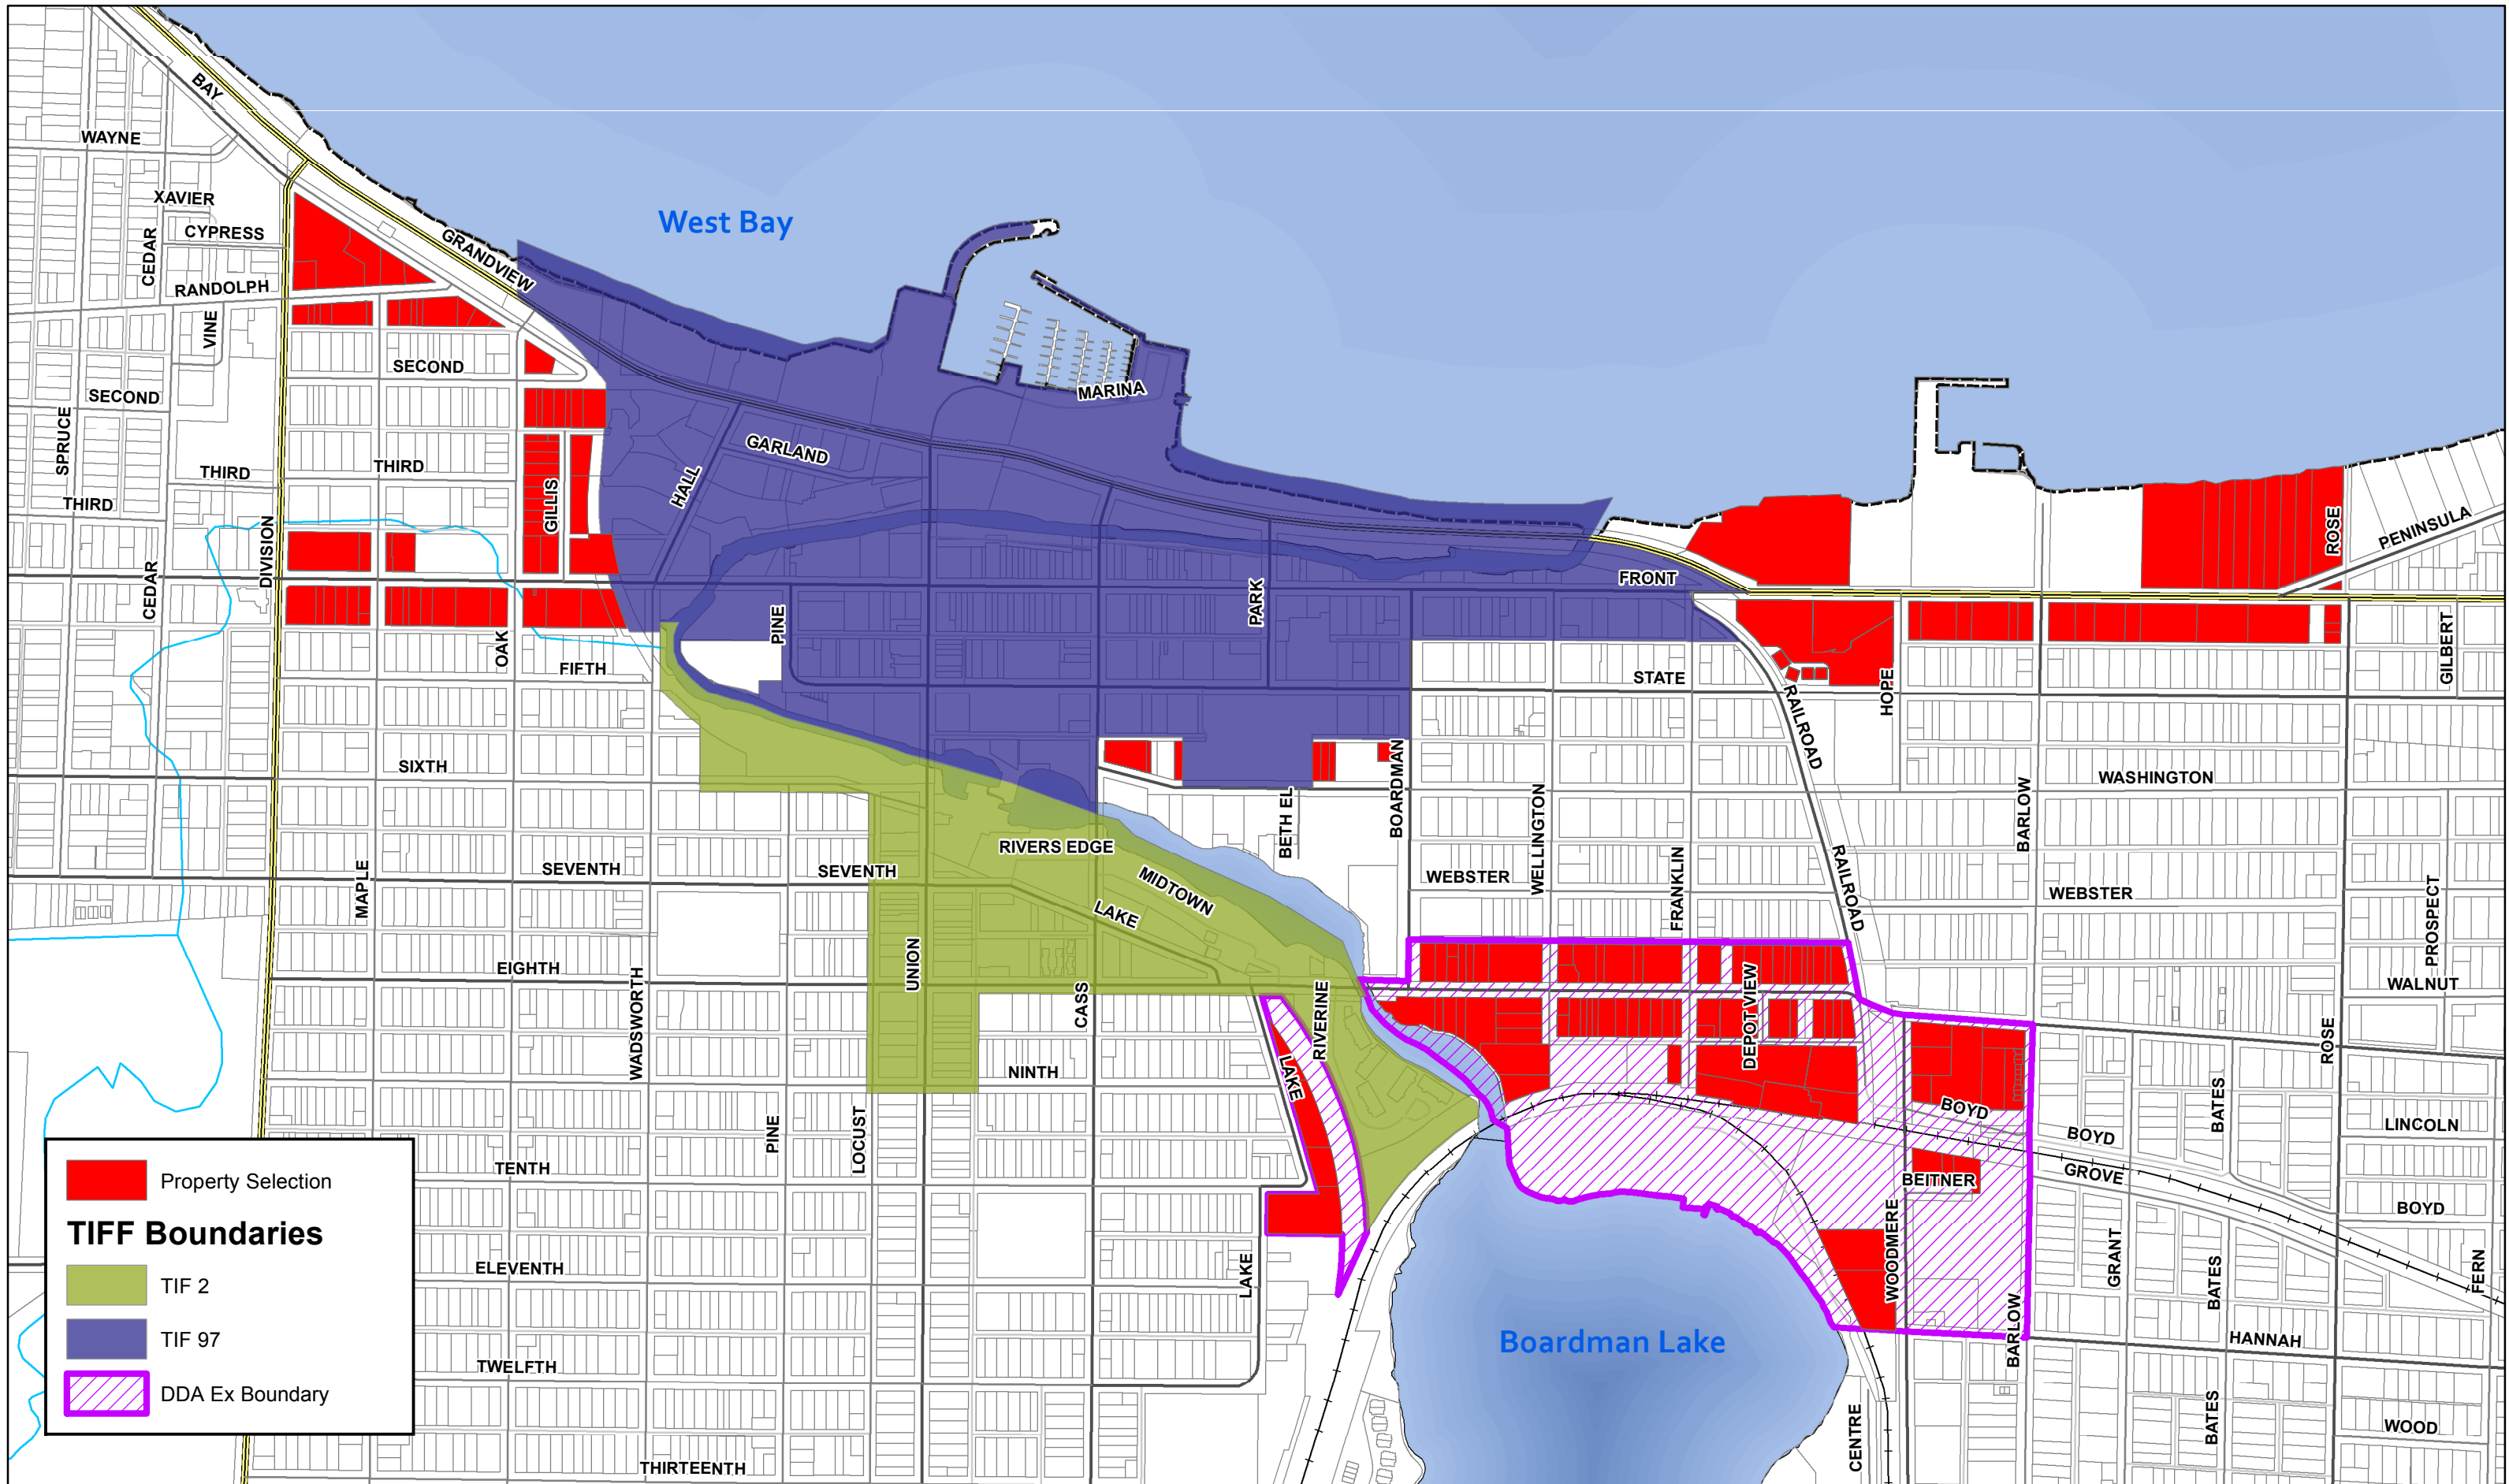 BAY
WAYNE
XAVIER
CYPRESS
CEDAR
RANDOLPH
VINE
GRANDVIEW
West Bay
SECOND
SECOND
MARINA
SPRUCE
THIRD
THIRD
THIRD
GILLIS
HALL
GARLAND
DIVISION
CEDAR
OAK
FIFTH
PINE
PARK
FRONT
ROSE
PENINSULA
STATE
HOPE
GILBERT
RAILROAD
SIXTH
BOARDMAN
WASHINGTON
BETH EL
WELLINGTON
BARLOW
RIVERS EDGE
MAPLE
SEVENTH
SEVENTH
MIDTOWN
LAKE
WEBSTER
FRANKLIN
RAILROAD
WEBSTER
PROSPECT
EIGHTH
UNION
WADSWORTH
CASS
RIVERINE
DEPOT VIEW
WALNUT
ROSE
NINTH
LAKE
BOYD
BOYD
BATES
LINCOLN
PINE
LOCUST
TENTH
GROVE
BEITNER
BOYD
WOODMERE
GRANT
ELEVENTH
LAKE
BATES
FERN
BARLOW
HANNAH
Boardman Lake
TWELFTH
CENTRE
BATES
WOOD
THIRTEENTH
Property Selection
TIFF Boundaries
TIF 2
TIF 97
DDA Ex Boundary